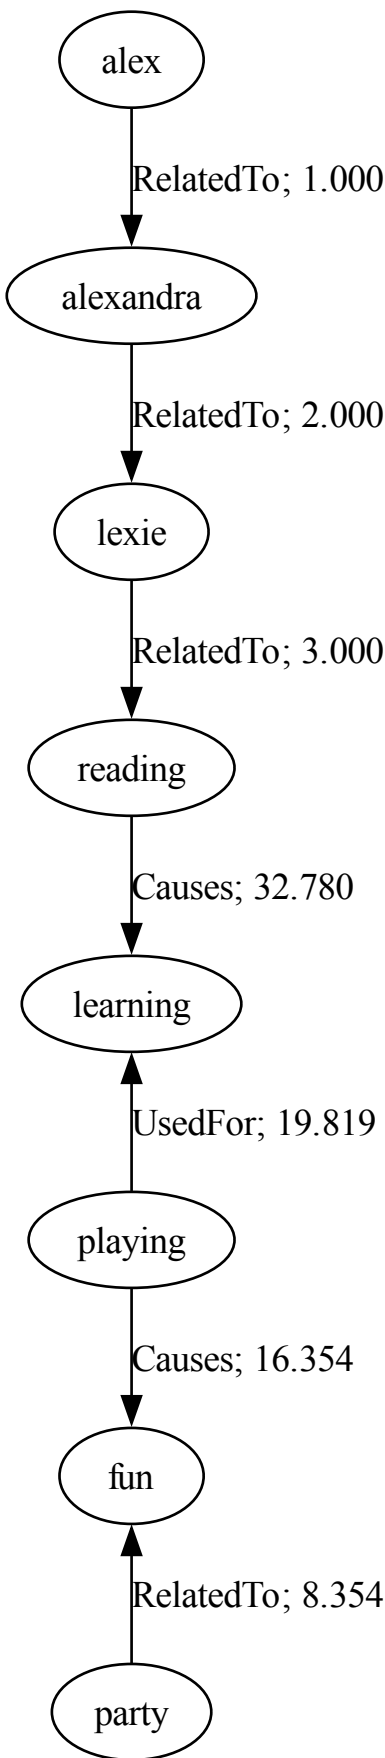 alex
RelatedTo; 1.000
alexandra
RelatedTo; 2.000
lexie
RelatedTo; 3.000
reading
Causes; 32.780
learning
UsedFor; 19.819
playing
Causes; 16.354
fun
RelatedTo; 8.354
party